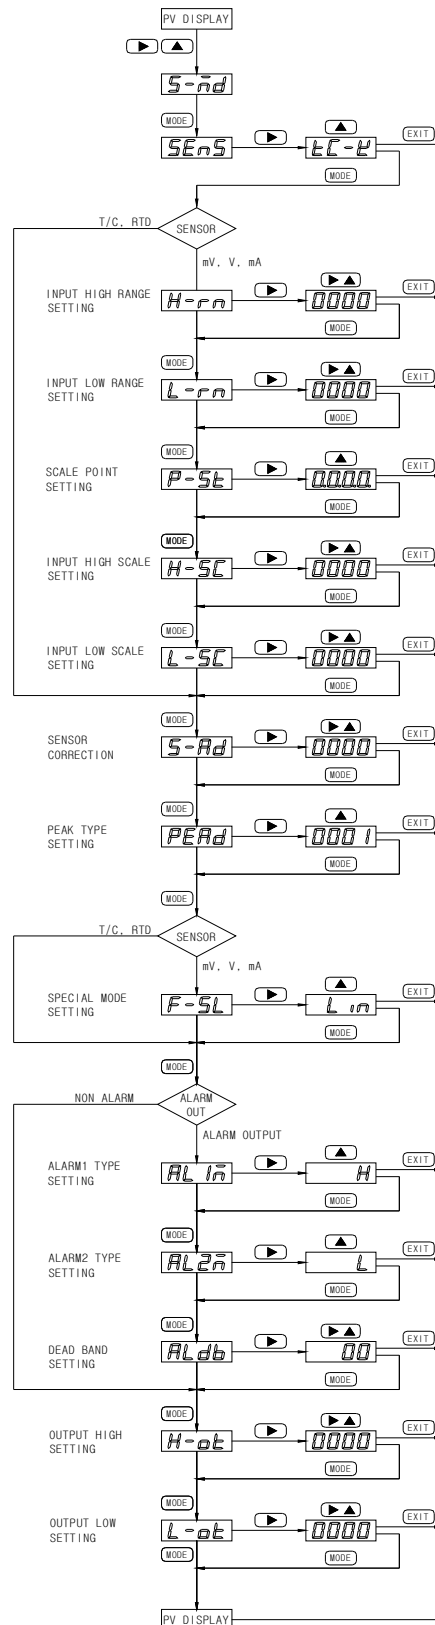 PV DISPLAY
S-md
MODE
SEnS
tC-K
EXIT
MODE
T/C. RTD
SENSOR
mV. V. mA
INPUT HIGH RANGE
SETTING
H-rn
0000
EXIT
MODE
MODE
INPUT LOW RANGE
SETTING
L-rn
0000
EXIT
MODE
MODE
SCALE POINT
SETTING
P-St
0.0.0.0.
EXIT
MODE
MODE
INPUT HIGH SCALE
SETTING
H-SC
0000
EXIT
MODE
MODE
INPUT LOW SCALE
SETTING
L-SC
0000
EXIT
MODE
MODE
SENSOR
CORRECTION
S-Ad
0000
EXIT
MODE
MODE
PEAK TYPE
SETTING
PEAd
0001
EXIT
MODE
MODE
T/C. RTD
SENSOR
mV. V. mA
SPECIAL MODE
SETTING
F-SL
Lin
EXIT
MODE
MODE
NON ALARM
ALARM
OUT
ALARM OUTPUT
ALARM1 TYPE
SETTING
AL1m
H
EXIT
MODE
MODE
ALARM2 TYPE
SETTING
AL2m
L
EXIT
MODE
MODE
DEAD BAND
SETTING
ALdb
00
EXIT
MODE
MODE
OUTPUT HIGH
SETTING
H-ot
0000
EXIT
MODE
MODE
OUTPUT LOW
SETTING
L-ot
0000
EXIT
MODE
MODE
PV DISPLAY